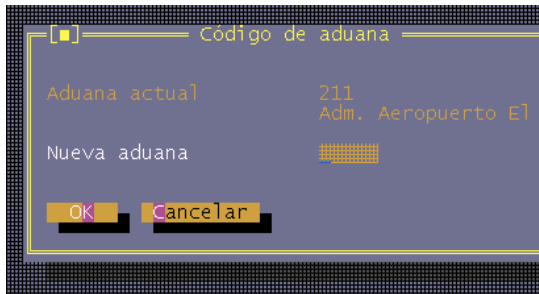 Código de aduana
Aduana actual 211
Adm. Aeropuerto El
Nueva aduana
OK Cancelar